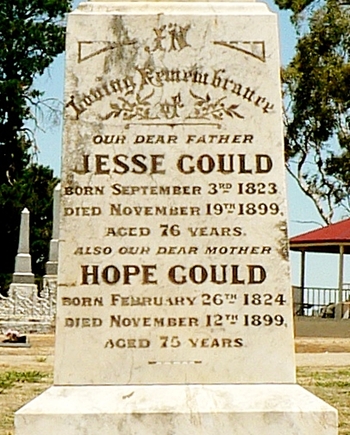 IN
Loving Remembrance
of
OUR DEAR FATHER
JESSE GOULD
BORN SEPTEMBER 3RD 1823
DIED NOVEMBER 19TH 1899,
AGED 76 YEARS.
ALSO OUR DEAR MOTHER
HOPE GOULD
BORN FEBRUARY 26TH 1824
DIED NOVEMBER 12TH 1899,
AGED 75 YEARS.